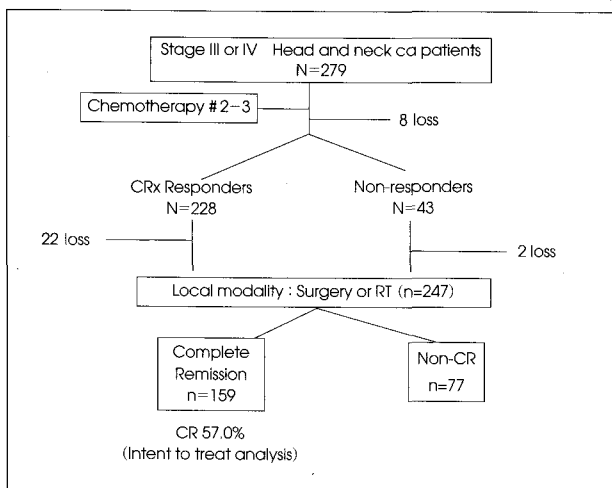 Stage III or IV Head and neck ca patients
N=279
Chemotherapy #2-3
8 loss
CRx Responders
N=228
Non-responders
N=43
22 loss
2 loss
Local modality : Surgery or RT (n=247)
Complete
Remission
n=159
Non-CR
n=77
CR 57.0%
(Intent to treat analysis)